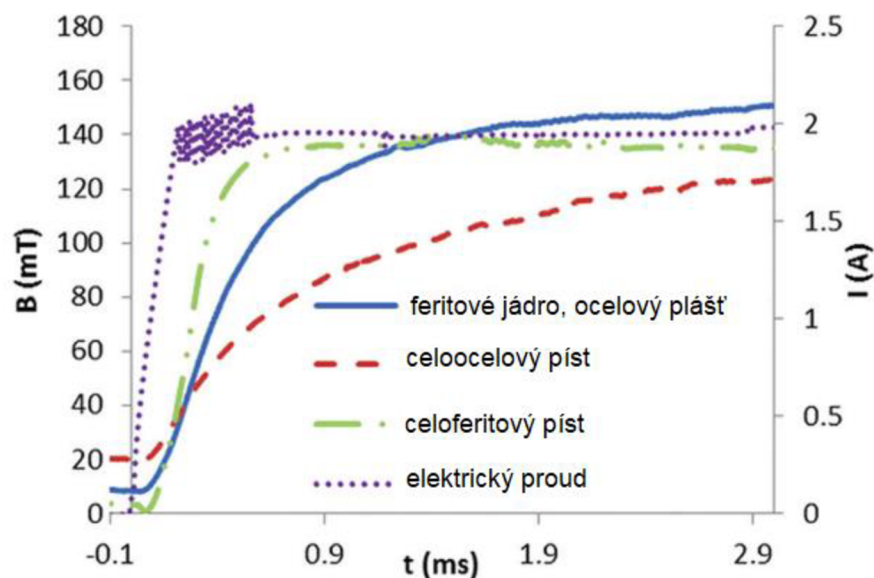 180
160
140
120
100
80
60
40
20
0
B (mT)
2.5
2
1.5
1
0.5
0
I (A)
feritové jádro, ocelový plášť
celoocelový píst
celoferitový píst
elektrický proud
-0.1 0.9 1.9 2.9
t (ms)